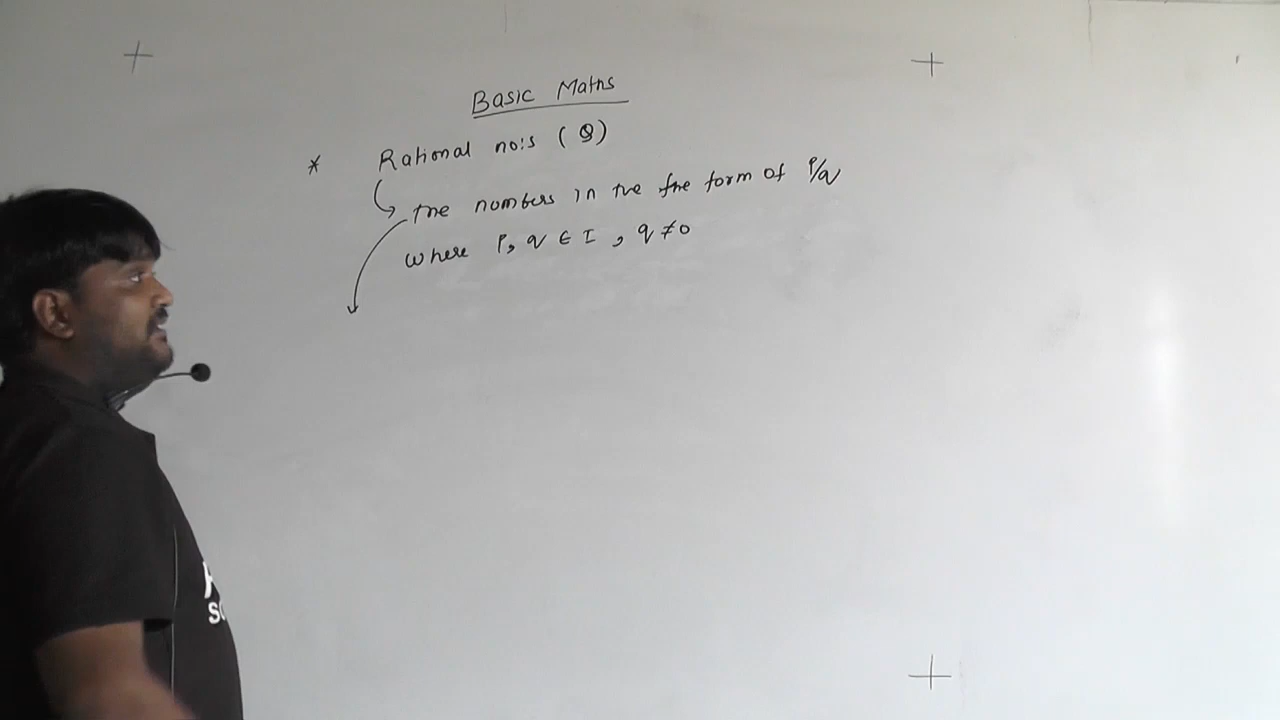 Basic Maths
* Rational no:s (Q)
the numbers in the the form of P/q
where P, q ∈ I, q ≠ 0